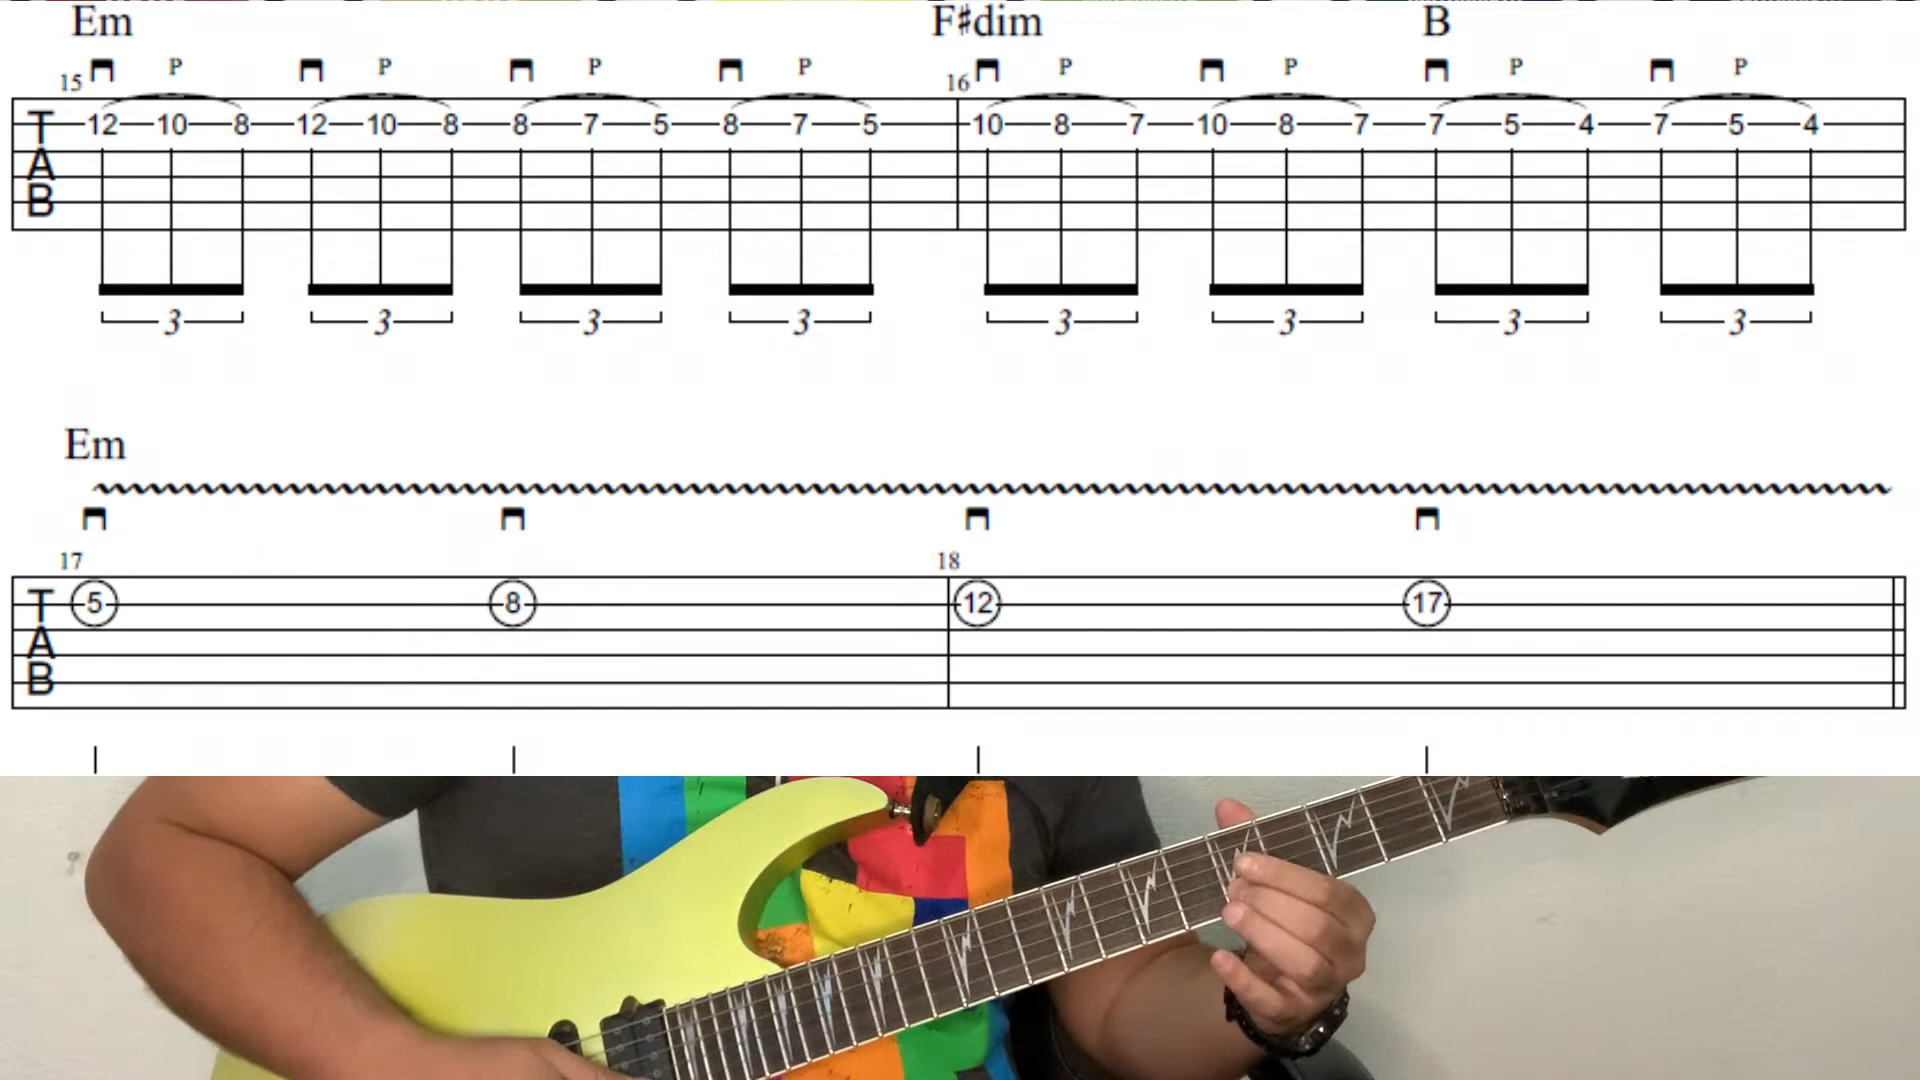 Em F#dim B
P P P P P P P P
15 16
T 12 10 8 12 10 8 8 7 5 8 7 5 10 8 7 10 8 7 7 5 4 7 5 4
A
B
3 3 3 3 3 3 3 3
Em
17 18
T 5 8 12 17
A
B